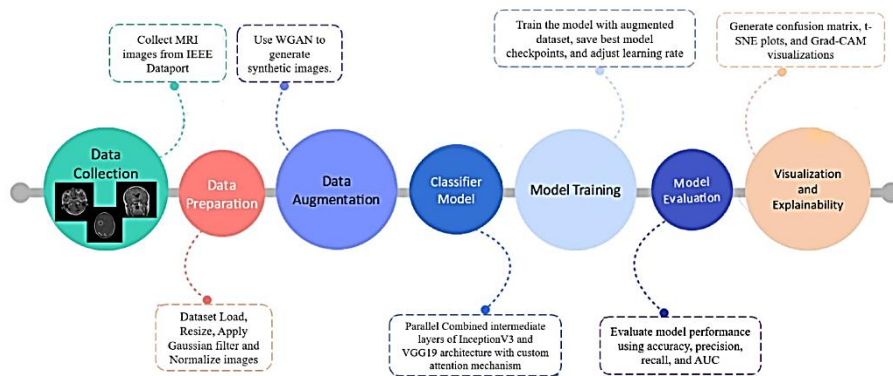 Collect MRI
images from IEEE
Dataport
Use WGAN to
generate
synthetic images.
Train the model with augmented
dataset, save best model
checkpoints, and adjust learning
rate
Generate confusion matrix, t-
SNE plots, and Grad-CAM
visualizations
Data
Collection
Data
Preparation
Data
Augmentation
Classifier
Model
Model Training
Model
Evaluation
Visualization
and
Explainability
Dataset Load,
Resize, Apply
Gaussian filter and
Normalize images
Parallel Combined intermediate
layers of InceptionV3 and
VGG19 architecture with custom
attention mechanism
Evaluate model performance
using accuracy, precision,
recall, and AUC